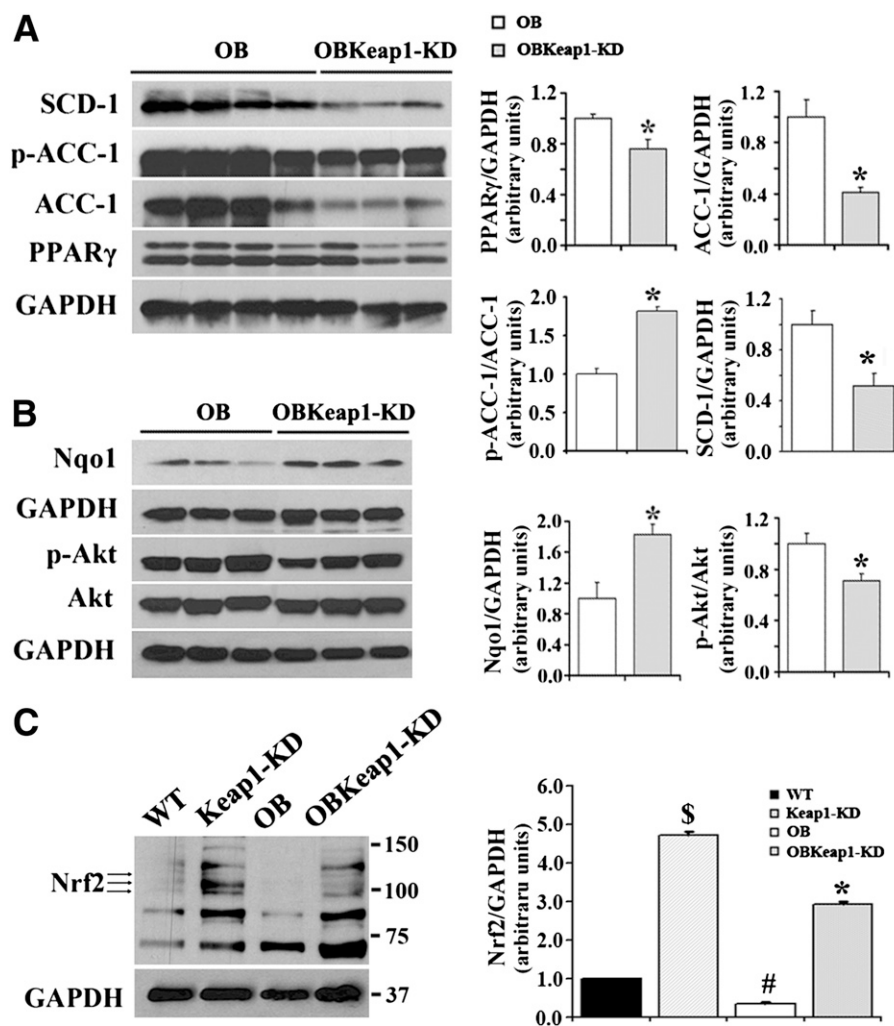 A
OB OBKeap1-KD
SCD-1
p-ACC-1
ACC-1
PPARγ
GAPDH
OB
OBKeap1-KD
PPARγ/GAPDH
(arbitrary units)
1.2
*
0.8
0.4
0.0
ACC-1/GAPDH
(arbitrary units)
1.2
*
0.8
0.4
0.0
p-ACC-1/ACC-1
(arbitrary units)
2.0
*
1.5
1.0
0.5
0.0
SCD-1/GAPDH
(arbitrary units)
1.2
*
0.8
0.4
0.0
B
OB OBKeap1-KD
Nqo1
GAPDH
p-Akt
Akt
GAPDH
Nqo1/GAPDH
(arbitrary units)
2.0
*
1.6
1.2
0.8
0.4
0.0
p-Akt/Akt
(arbitrary units)
1.2
*
0.8
0.4
0.0
C
WT Keap1-KD OB OBKeap1-KD
Nrf2
150
100
75
GAPDH
37
Nrf2/GAPDH
(arbitraru units)
6.0
5.0
4.0
3.0
2.0
1.0
0.0
$
#
*
WT
Keap1-KD
OB
OBKeap1-KD